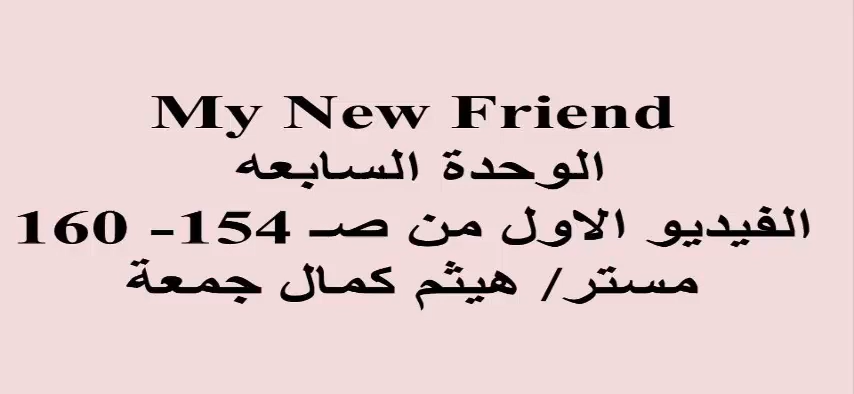 My New Friend
الوحدة السابعه
الفيديو الاول من صـ 154- 160
مستر/ هيثم كمال جمعة